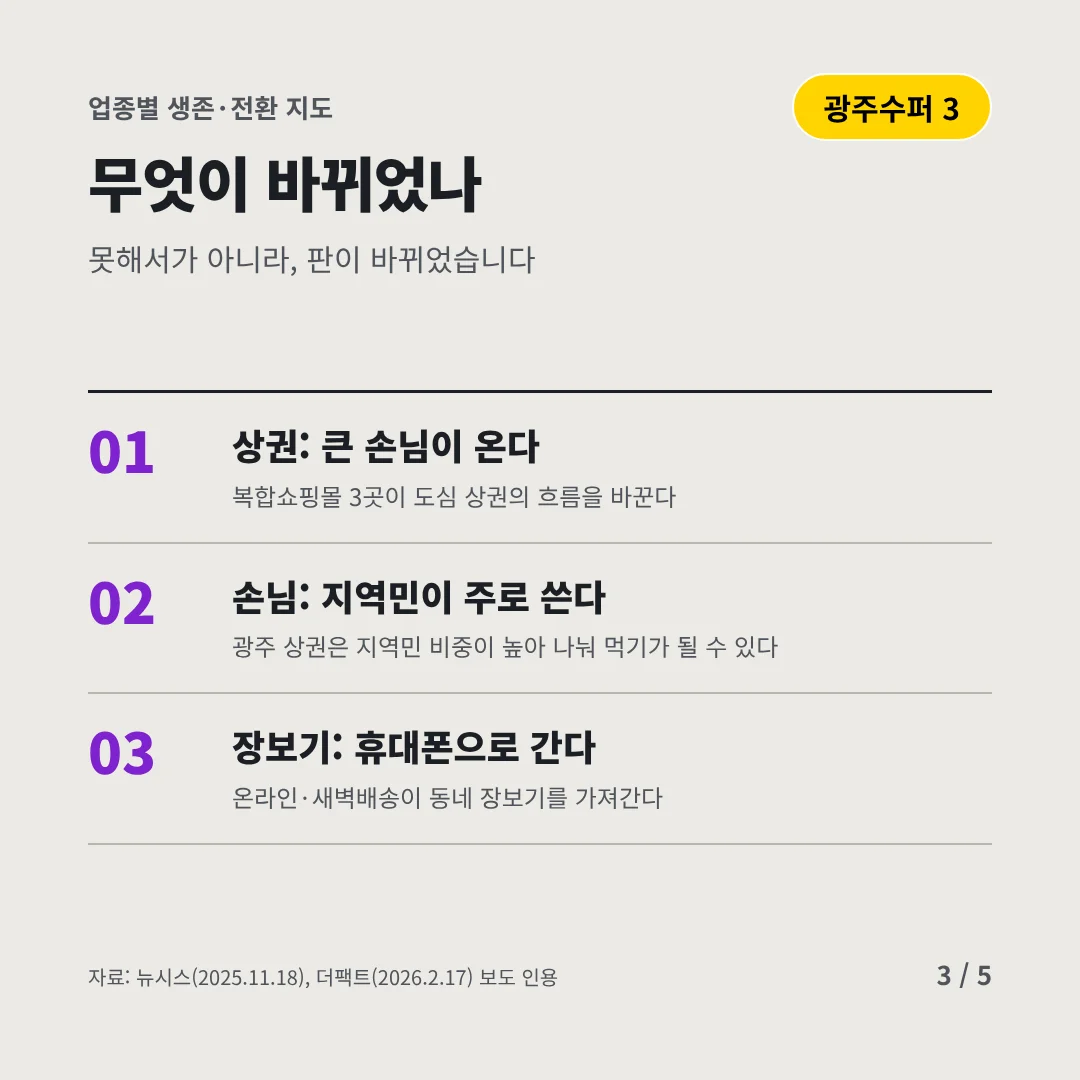 업종별 생존·전환 지도
광주수퍼 3
무엇이 바뀌었나
못해서가 아니라, 판이 바뀌었습니다
01
상권: 큰 손님이 온다
복합쇼핑몰 3곳이 도심 상권의 흐름을 바꾼다
02
손님: 지역민이 주로 쓴다
광주 상권은 지역민 비중이 높아 나눠 먹기가 될 수 있다
03
장보기: 휴대폰으로 간다
온라인·새벽배송이 동네 장보기를 가져간다
자료: 뉴시스(2025.11.18), 더팩트(2026.2.17) 보도 인용
3 / 5